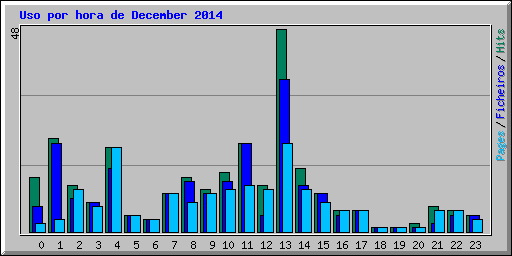 Uso por hora de December 2014
48
Pages / Ficheiros / Hits
0 1 2 3 4 5 6 7 8 9 10 11 12 13 14 15 16 17 18 19 20 21 22 23